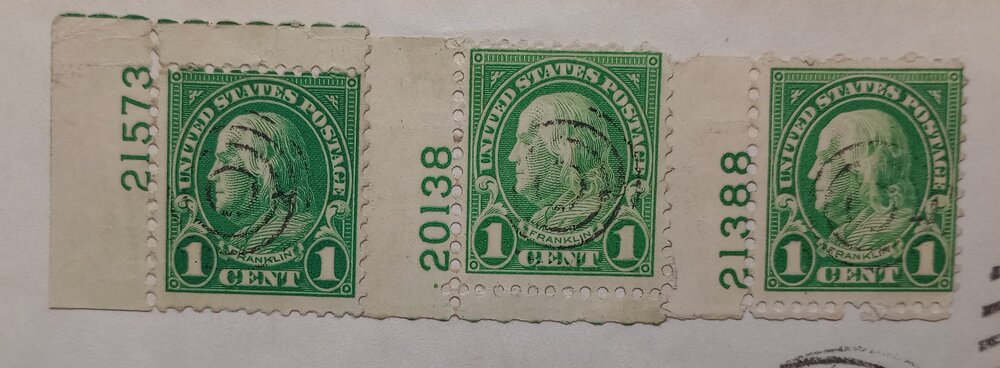 21573
UNITED STATES POSTAGE
FRANKLIN
1 CENT 1
20138
UNITED STATES POSTAGE
FRANKLIN
1 CENT 1
21388
UNITED STATES POSTAGE
FRANKLIN
1 CENT 1